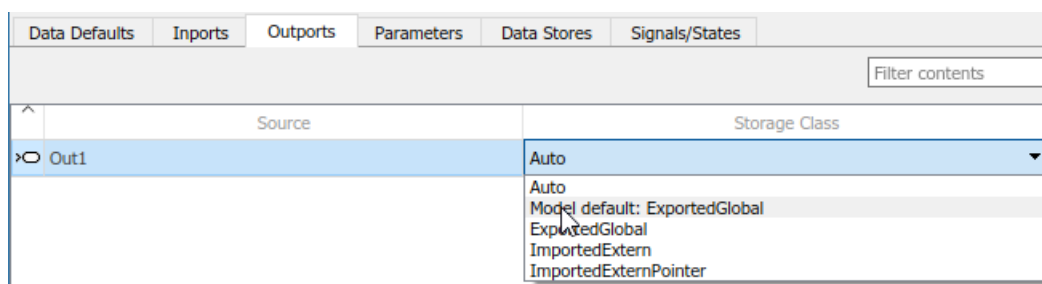 Data Defaults Inports Outports Parameters Data Stores Signals/States
Filter contents
Source Storage Class
Out1 Auto
Auto
Model default: ExportedGlobal
ExportedGlobal
ImportedExtern
ImportedExternPointer